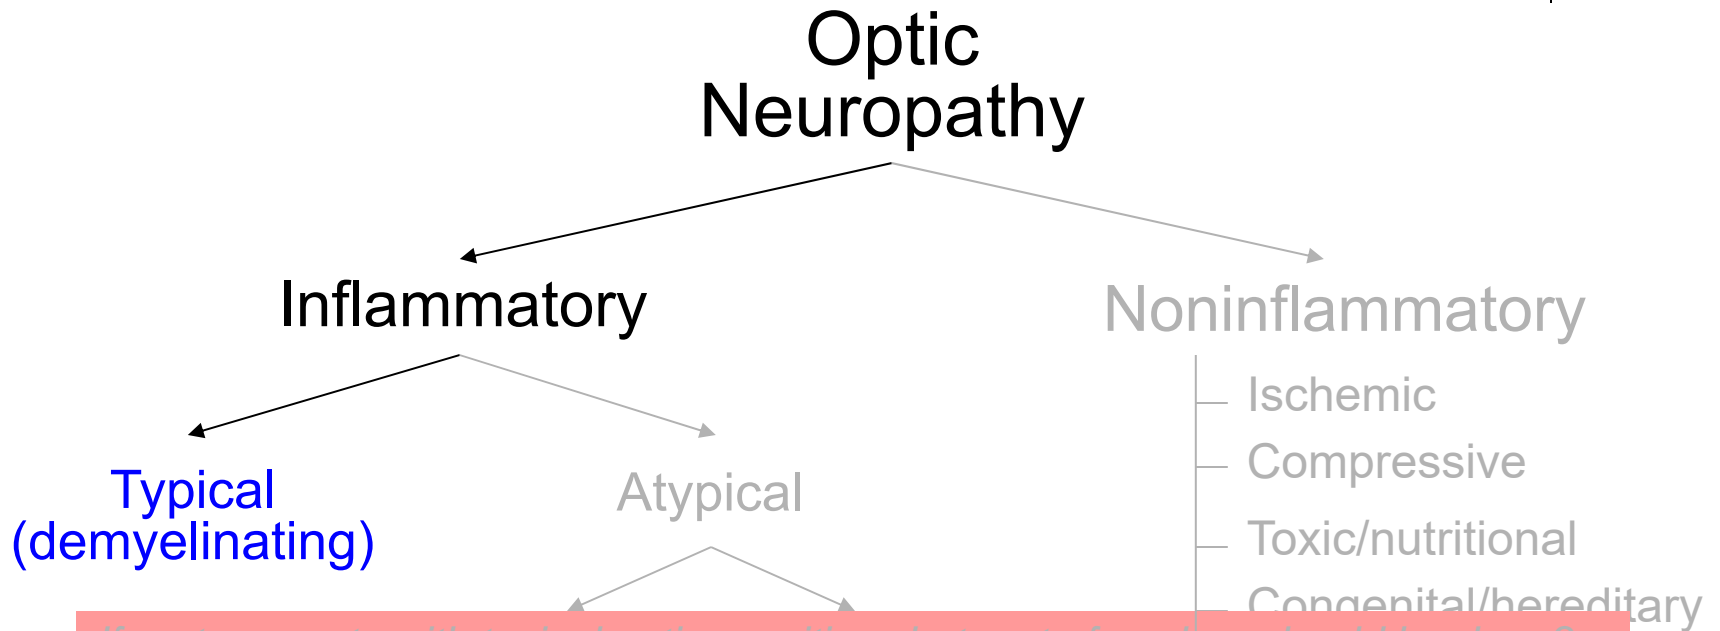 Optic
Neuropathy
Inflammatory
Noninflammatory
Ischemic
Compressive
Typical
(demyelinating)
Atypical
Toxic/nutritional
Congenital/hereditary